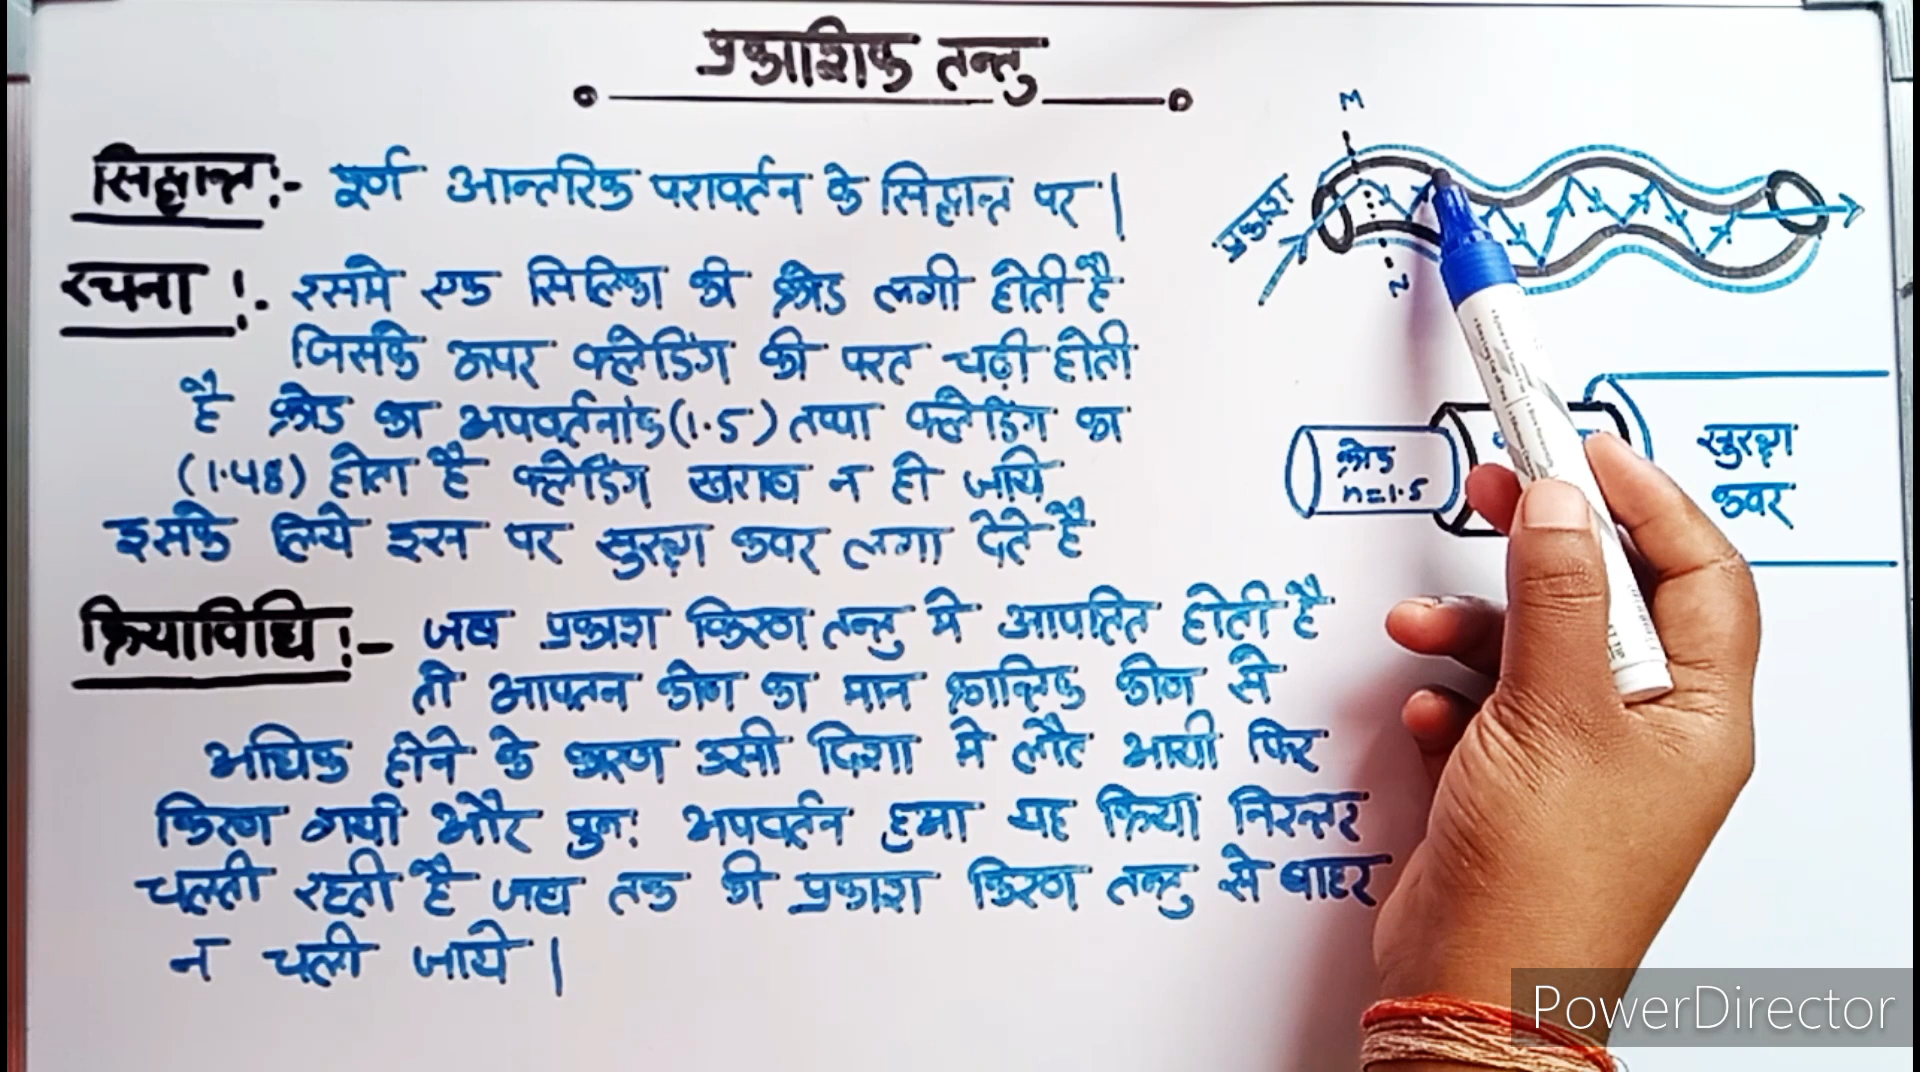 प्रकाशिक तन्तु
सिद्धान्त :- पूर्ण आन्तरिक परावर्तन के सिद्धान्त पर |
रचना :- इसमे एक सिलिका की क्रोड लगी होती है
जिसके ऊपर क्लेडिंग की परत चढ़ी होती
है क्रोड का अपवर्तनांक (1.5) तथा क्लेडिंग का
(1.48) होता है क्लेडिंग खराब न हो जाये
इसके लिये इस पर सुरक्षा कवर लगा देते है
क्रियाविधि :- जब प्रकाश किरण तन्तु मे आपतित होती है
तो आपतन कोण का मान क्रान्तिक कोण से
अधिक होने के कारण उसी दिशा मे लौट आयी फिर
किरण गयी और पुनः अपवर्तन हुआ यह क्रिया निरन्तर
चलती रहती है जब तक की प्रकाश किरण तन्तु से बाहर
न चली जाये |
M
प्रकाश
N
क्रोड
n=1.5
सुरक्षा
कवर
PowerDirector